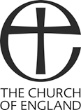 THE CHURCH
OF ENGLAND